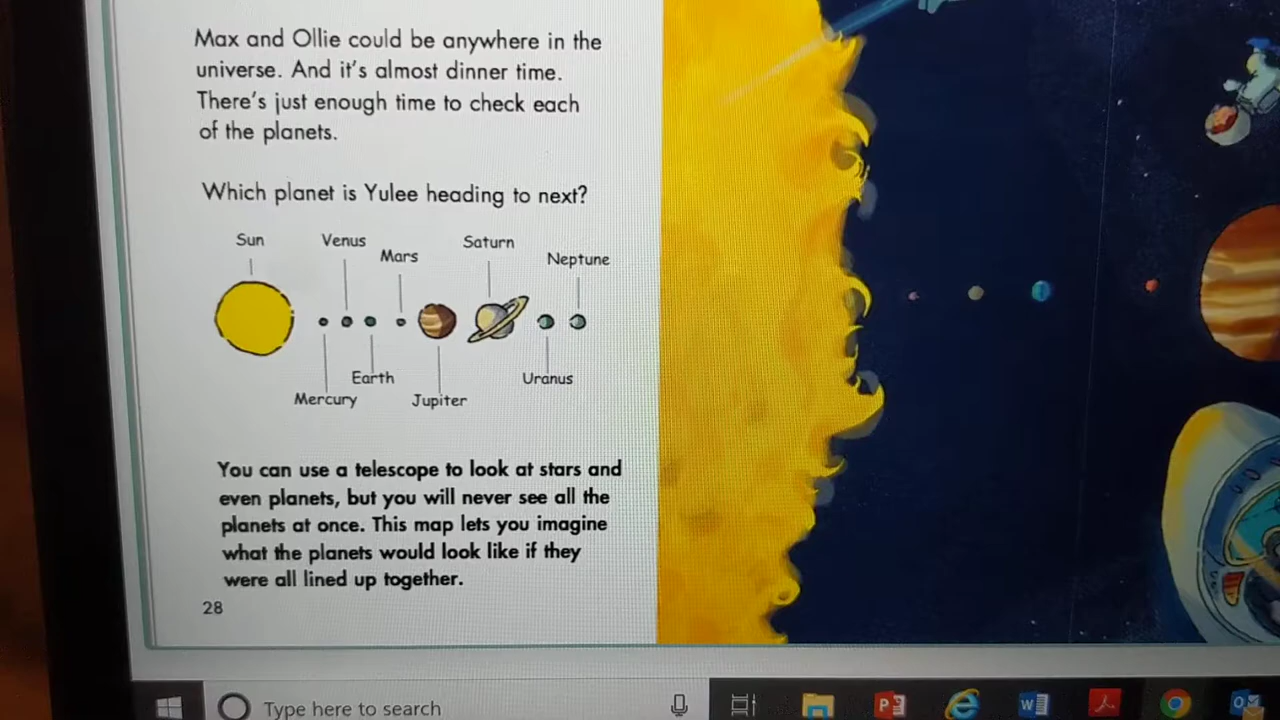 Max and Ollie could be anywhere in the
universe. And it's almost dinner time.
There's just enough time to check each
of the planets.
Which planet is Yulee heading to next?
Sun
Venus
Mars
Saturn
Neptune
Earth
Mercury
Jupiter
Uranus
You can use a telescope to look at stars and
even planets, but you will never see all the
planets at once. This map lets you imagine
what the planets would look like if they
were all lined up together.
28
Type here to search